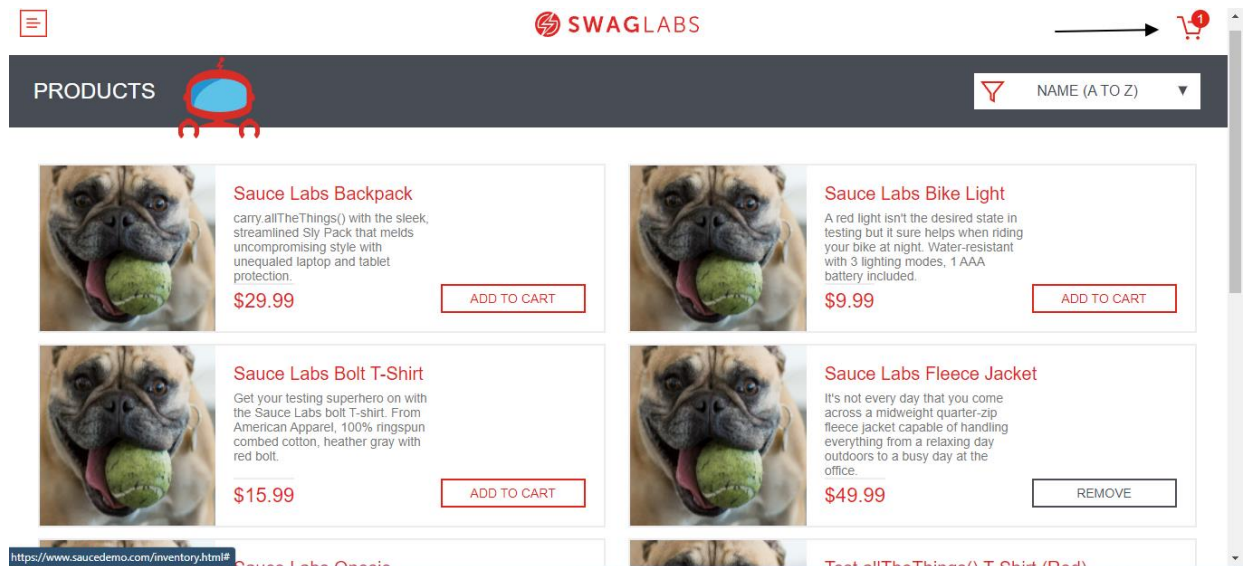 SWAGLABS
1
PRODUCTS
NAME (A TO Z)
Sauce Labs Backpack
carry.allTheThings() with the sleek,
streamlined Sly Pack that melds
uncompromising style with
unequaled laptop and tablet
protection.
$29.99
ADD TO CART
Sauce Labs Bike Light
A red light isn't the desired state in
testing but it sure helps when riding
your bike at night. Water-resistant
with 3 lighting modes, 1 AAA
battery included.
$9.99
ADD TO CART
Sauce Labs Bolt T-Shirt
Get your testing superhero on with
the Sauce Labs bolt T-shirt. From
American Apparel, 100% ringspun
combed cotton, heather gray with
red bolt.
$15.99
ADD TO CART
Sauce Labs Fleece Jacket
It's not every day that you come
across a midweight quarter-zip
fleece jacket capable of handling
everything from a relaxing day
outdoors to a busy day at the
office.
$49.99
REMOVE
Sauce Labs Onesie
Test.allTheThings() T-Shirt (Red)
https://www.saucedemo.com/inventory.html#